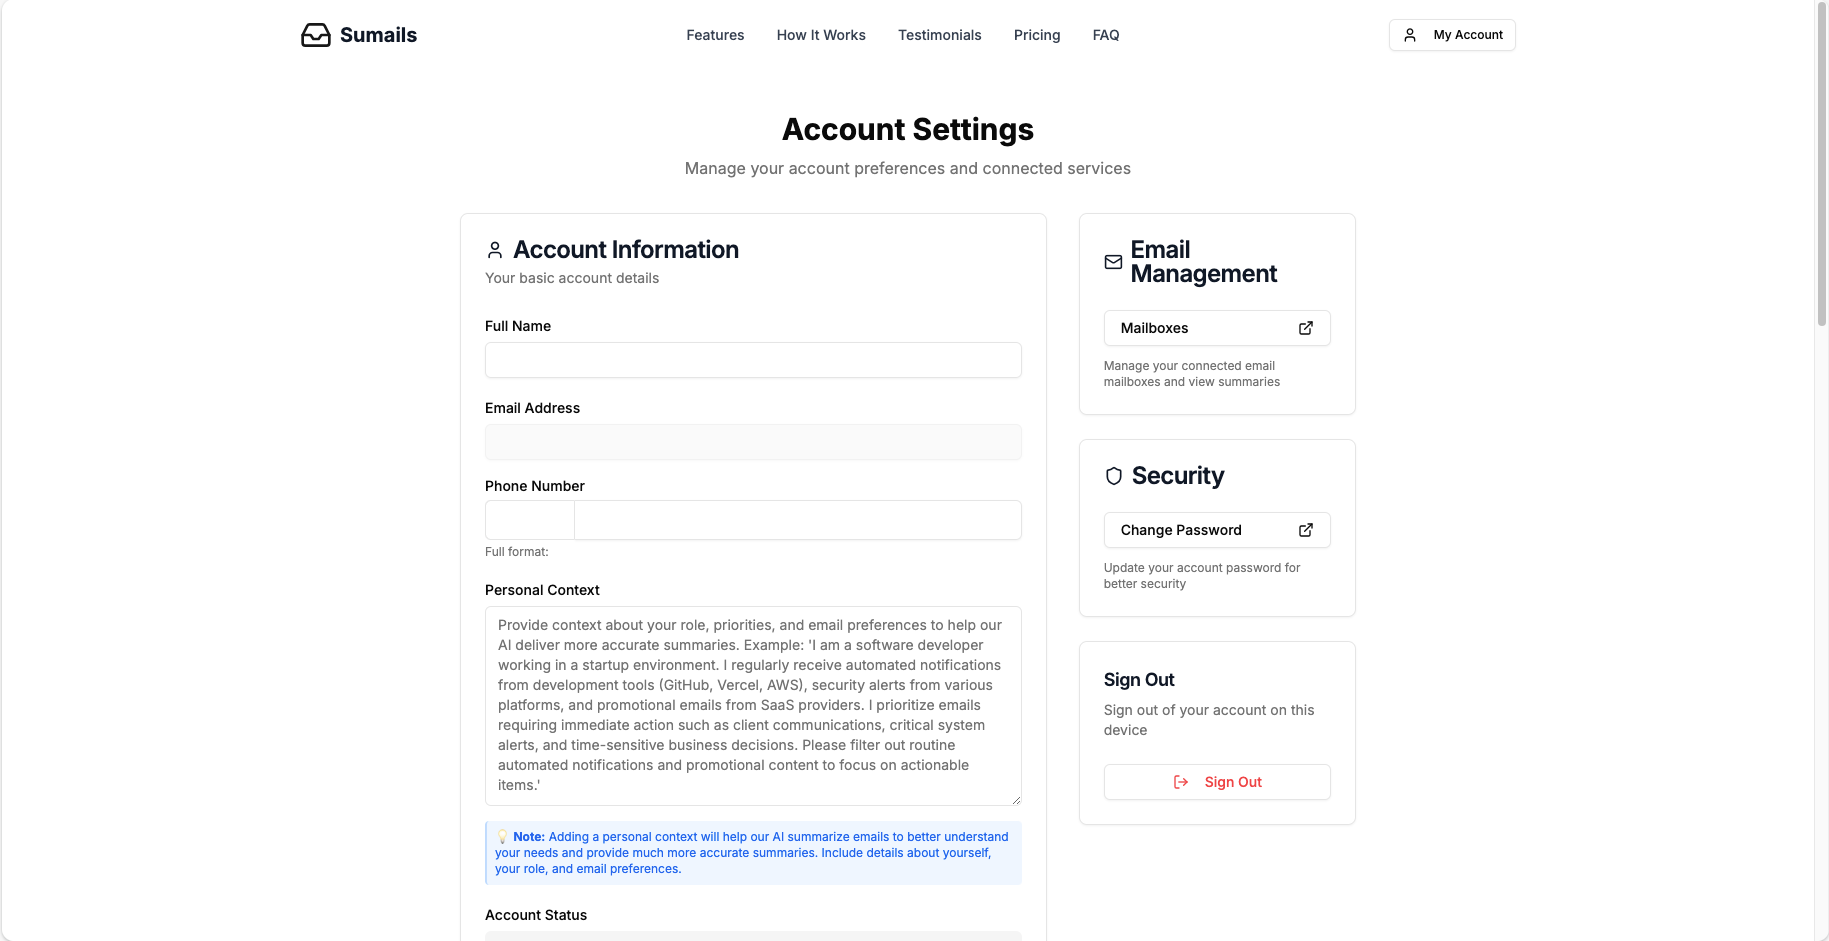 Sumails
Features
How It Works
Testimonials
Pricing
FAQ
My Account
Account Settings
Manage your account preferences and connected services
Account Information
Your basic account details
Full Name
Email Address
Phone Number
Full format:
Personal Context
Provide context about your role, priorities, and email preferences to help our
AI deliver more accurate summaries. Example: 'I am a software developer
working in a startup environment. I regularly receive automated notifications
from development tools (GitHub, Vercel, AWS), security alerts from various
platforms, and promotional emails from SaaS providers. I prioritize emails
requiring immediate action such as client communications, critical system
alerts, and time-sensitive business decisions. Please filter out routine
automated notifications and promotional content to focus on actionable
items.'
💡 Note: Adding a personal context will help our AI summarize emails to better understand
your needs and provide much more accurate summaries. Include details about yourself,
your role, and email preferences.
Account Status
Email
Management
Mailboxes
Manage your connected email
mailboxes and view summaries
Security
Change Password
Update your account password for
better security
Sign Out
Sign out of your account on this
device
Sign Out